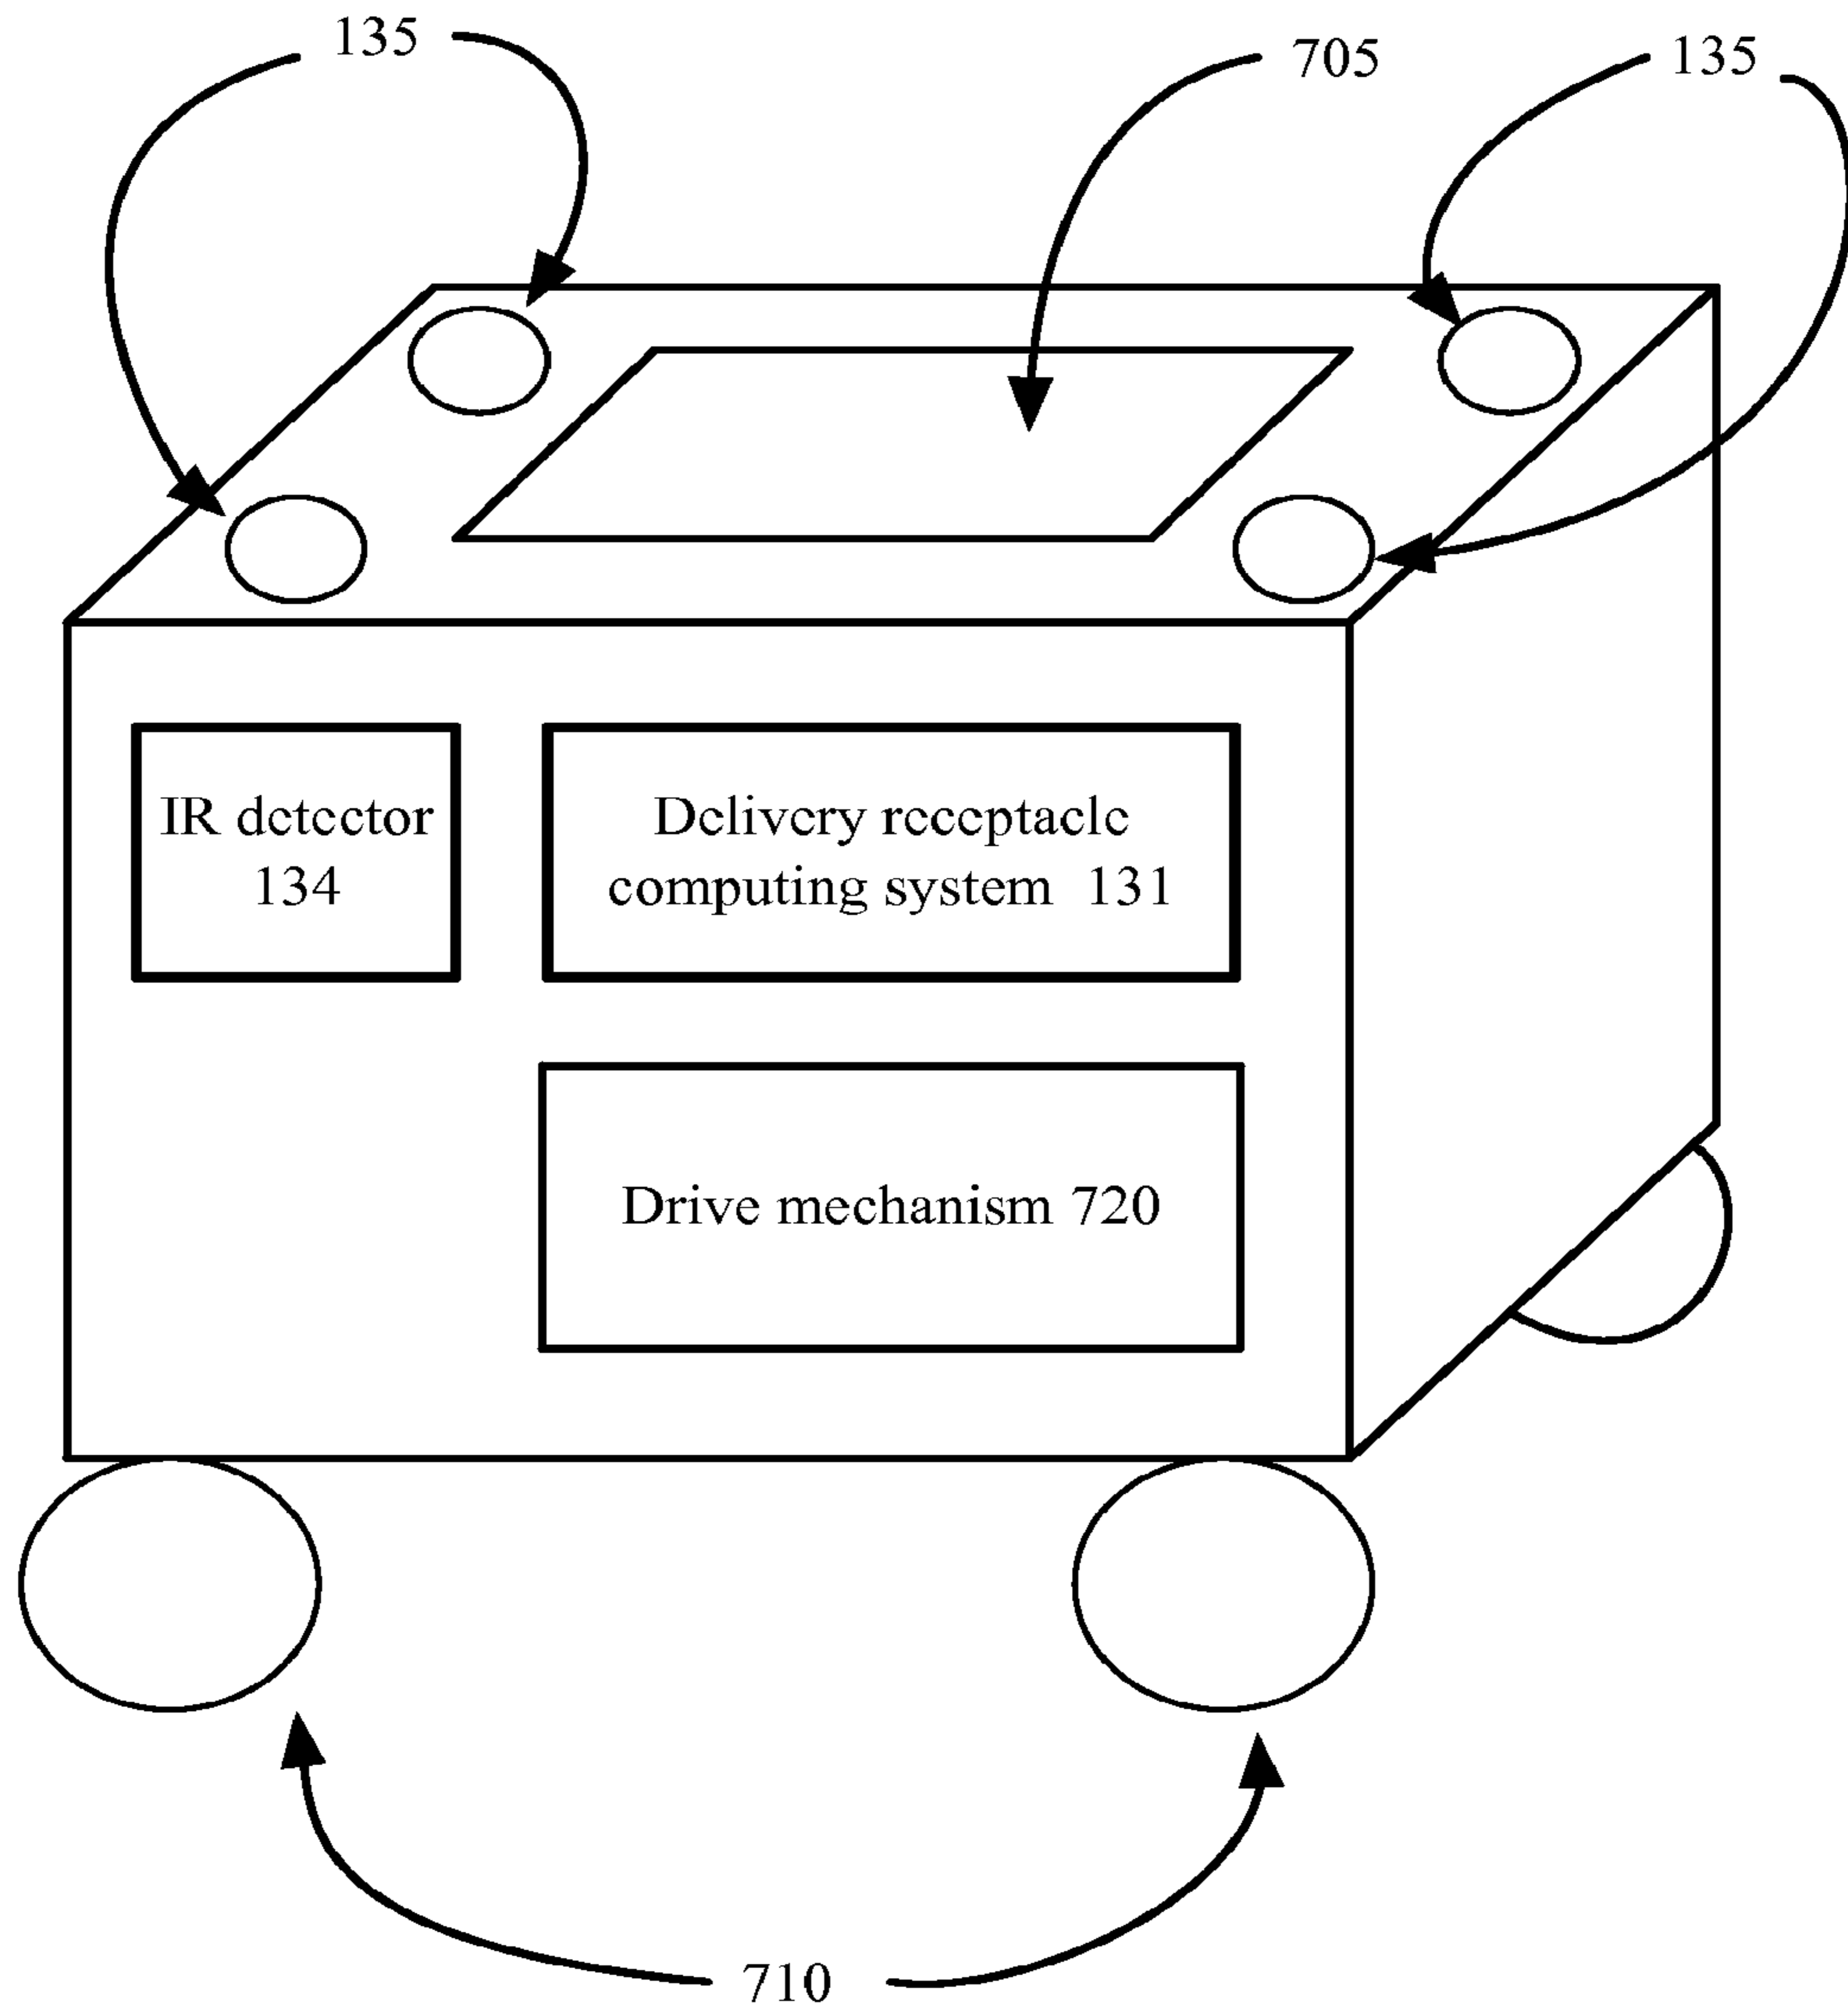 135
705
135
IR detector
134
Delivery receptacle
computing system 131
Drive mechanism 720
710